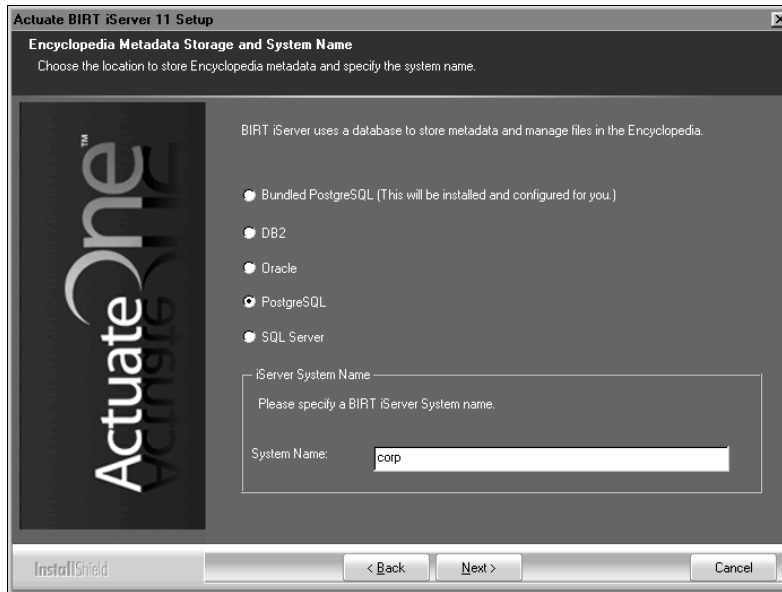 Actuate BIRT iServer 11 Setup
Encyclopedia Metadata Storage and System Name
Choose the location to store Encyclopedia metadata and specify the system name.
ActuateOne™
BIRT iServer uses a database to store metadata and manage files in the Encyclopedia.
Bundled PostgreSQL (This will be installed and configured for you.)
DB2
Oracle
PostgreSQL
SQL Server
iServer System Name
Please specify a BIRT iServer System name.
System Name:
corp
InstallShield
< Back
Next >
Cancel